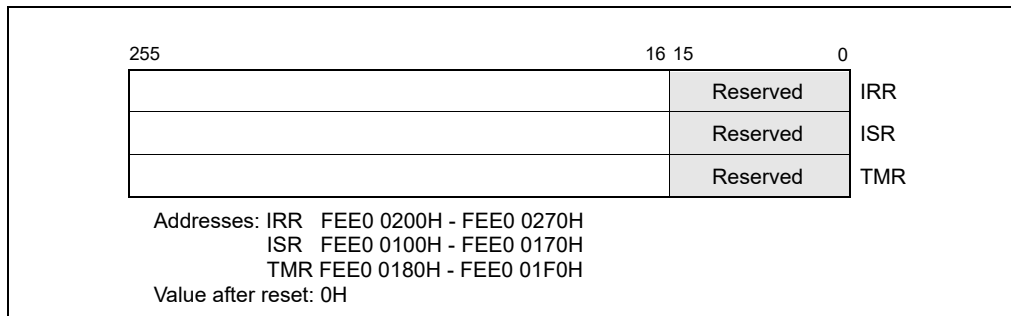 255 16 15 0
Reserved IRR
Reserved ISR
Reserved TMR
Addresses: IRR FEE0 0200H - FEE0 0270H
ISR FEE0 0100H - FEE0 0170H
TMR FEE0 0180H - FEE0 01F0H
Value after reset: 0H